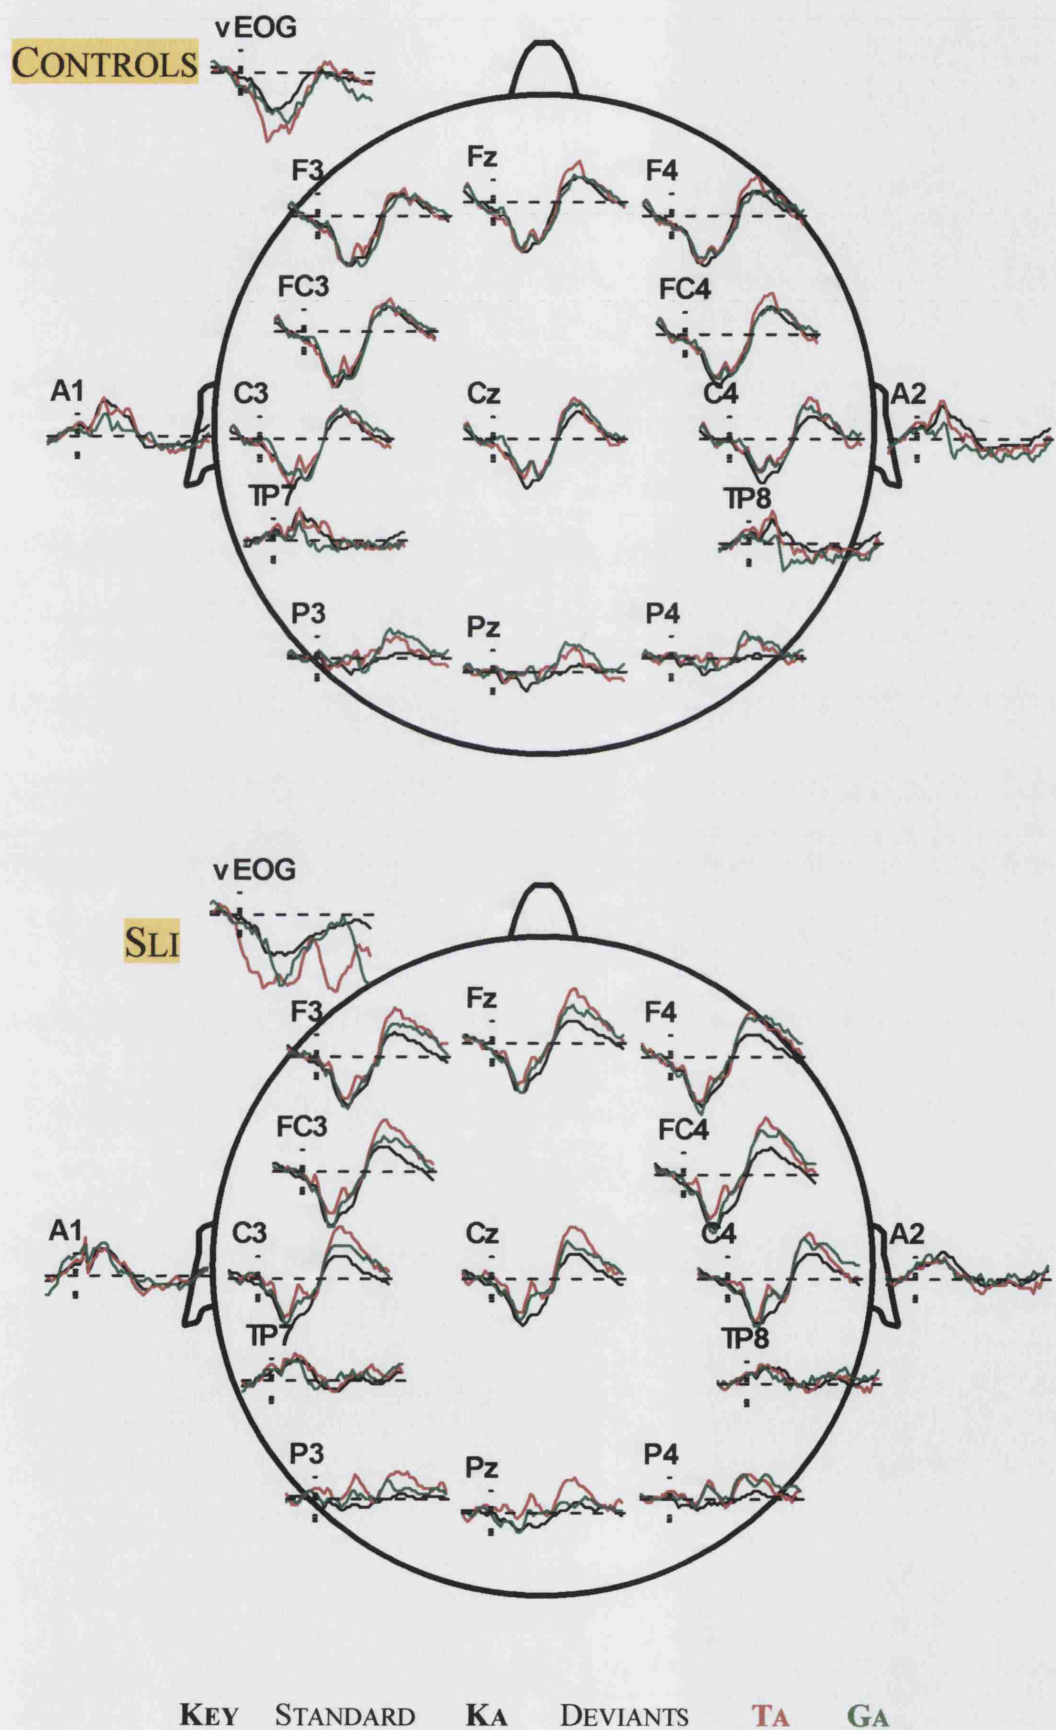 vEOG
CONTROLS
F3 Fz F4
FC3 FC4
A1 C3 Cz C4 A2
TP7 TP8
P3 Pz P4
vEOG
SLI
F3 Fz F4
FC3 FC4
A1 C3 Cz C4 A2
TP7 TP8
P3 Pz P4
KEY STANDARD KA DEVIANTS TA GA